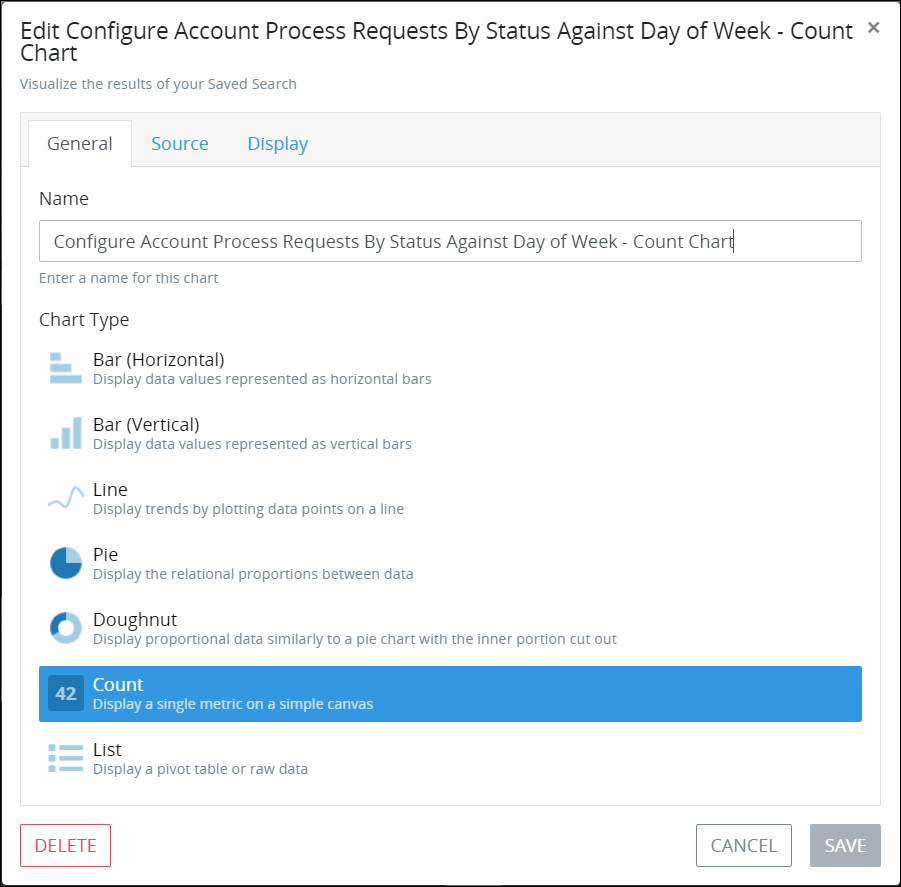 Edit Configure Account Process Requests By Status Against Day of Week - Count
Chart
×
Visualize the results of your Saved Search
General Source Display
Name
Configure Account Process Requests By Status Against Day of Week - Count Chart
Enter a name for this chart
Chart Type
Bar (Horizontal)
Display data values represented as horizontal bars
Bar (Vertical)
Display data values represented as vertical bars
Line
Display trends by plotting data points on a line
Pie
Display the relational proportions between data
Doughnut
Display proportional data similarly to a pie chart with the inner portion cut out
42
Count
Display a single metric on a simple canvas
List
Display a pivot table or raw data
DELETE CANCEL SAVE